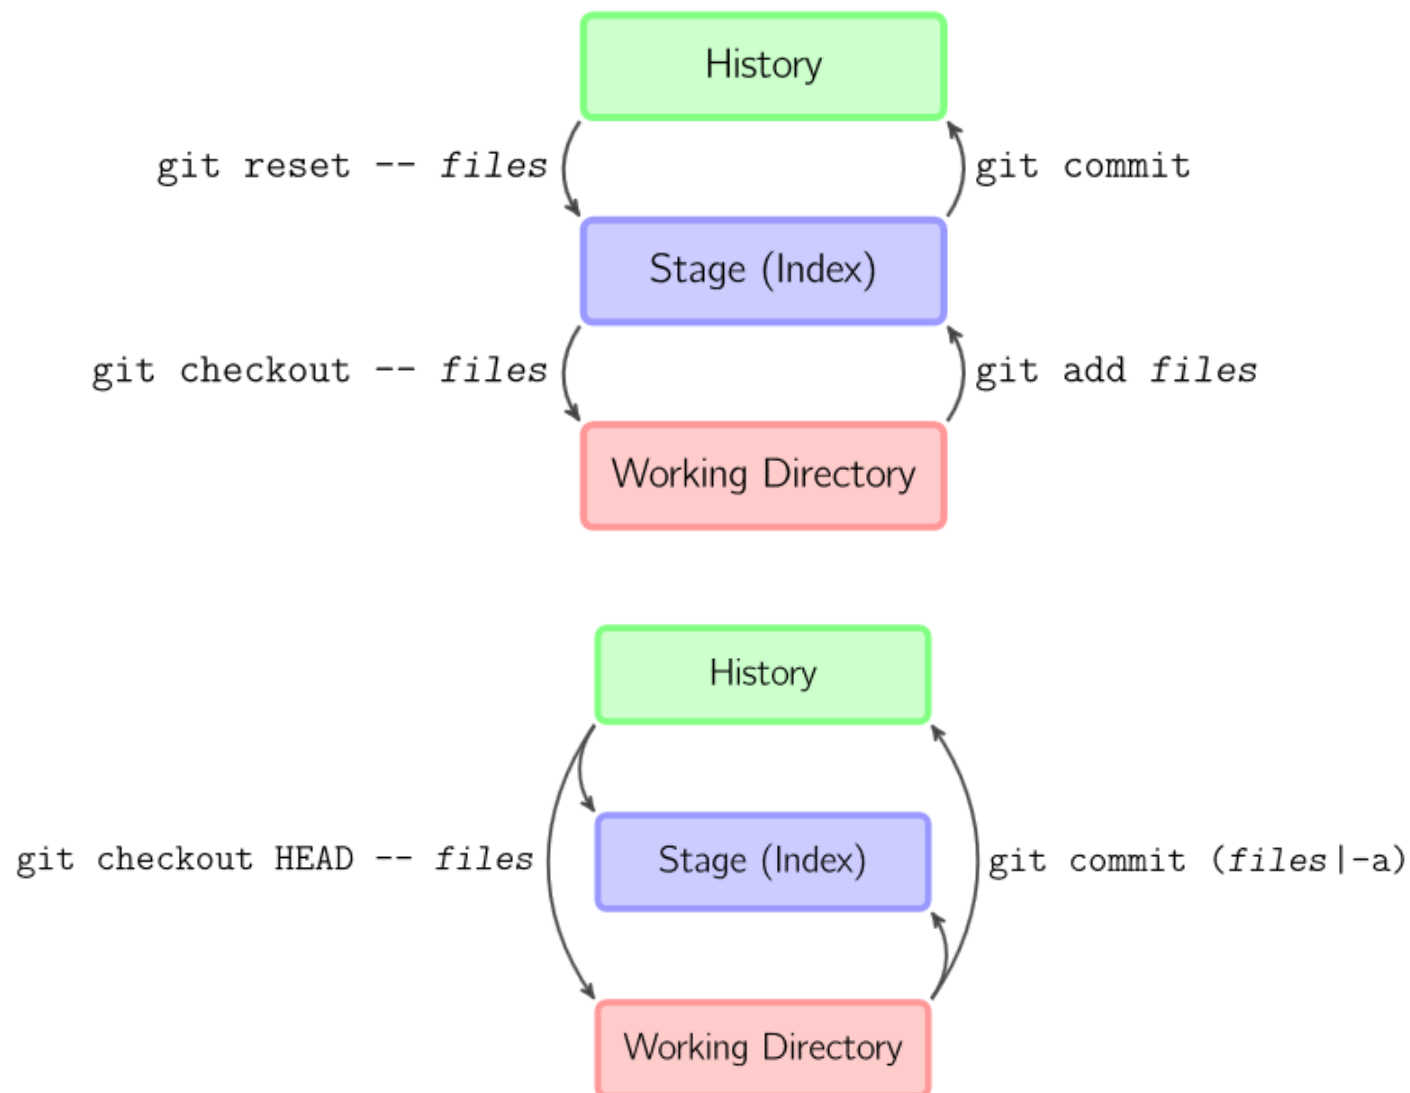 History
git reset -- files
git commit
Stage (Index)
git checkout -- files
git add files
Working Directory
History
git checkout HEAD -- files
Stage (Index)
git commit (files|-a)
Working Directory